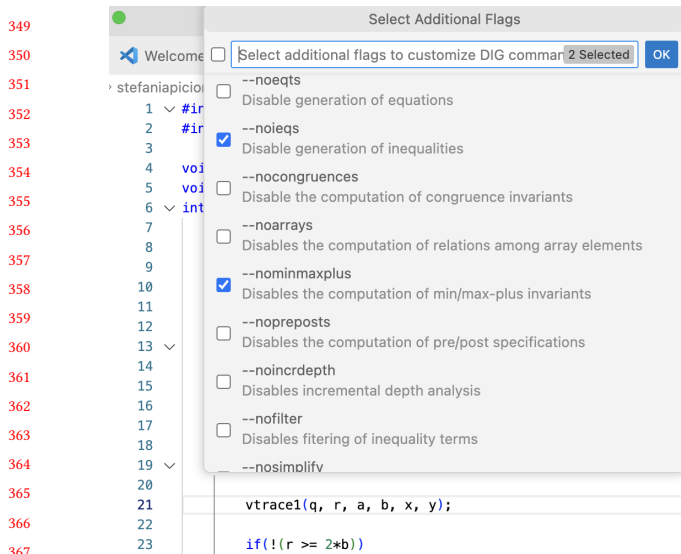 349
350
351
352
353
354
355
356
357
358
359
360
361
362
363
364
365
366
367
Select Additional Flags
Welcome
Select additional flags to customize DIG comman 2 Selected OK
stefaniapicio
--noeqts
Disable generation of equations
--noieqs
Disable generation of inequalities
--nocongruences
Disable the computation of congruence invariants
--noarrays
Disables the computation of relations among array elements
--nominmaxplus
Disables the computation of min/max-plus invariants
--nopreposts
Disables the computation of pre/post specifications
--noincrdepth
Disables incremental depth analysis
--nofilter
Disables fitering of inequality terms
--nosimplify
1 #in
2 #in
3
4 voi
5 voi
6 int
7
8
9
10
11
12
13
14
15
16
17
18
19
20
21 vtrace1(q, r, a, b, x, y);
22
23 if(!(r >= 2*b))